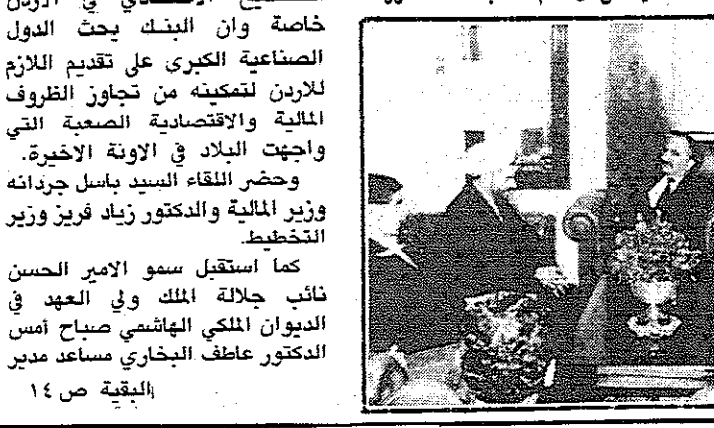 في الاردن
خاصة وان البنك يحث الدول
الصناعية الكبرى على تقديم اللازم
للاردن لتمكينه من تجاوز الظروف
المالية والاقتصادية الصعبة التي
واجهت البلاد في الاونة الاخيرة.
وحضر اللقاء السيد باسل جردانه
وزير المالية والدكتور زياد فريز وزير
التخطيط.
كما استقبل سمو الامير الحسن
نائب جلالة الملك ولي العهد في
الديوان الملكي الهاشمي صباح أمس
الدكتور عاطف البخاري مساعد مدير
البقية ص ١٤